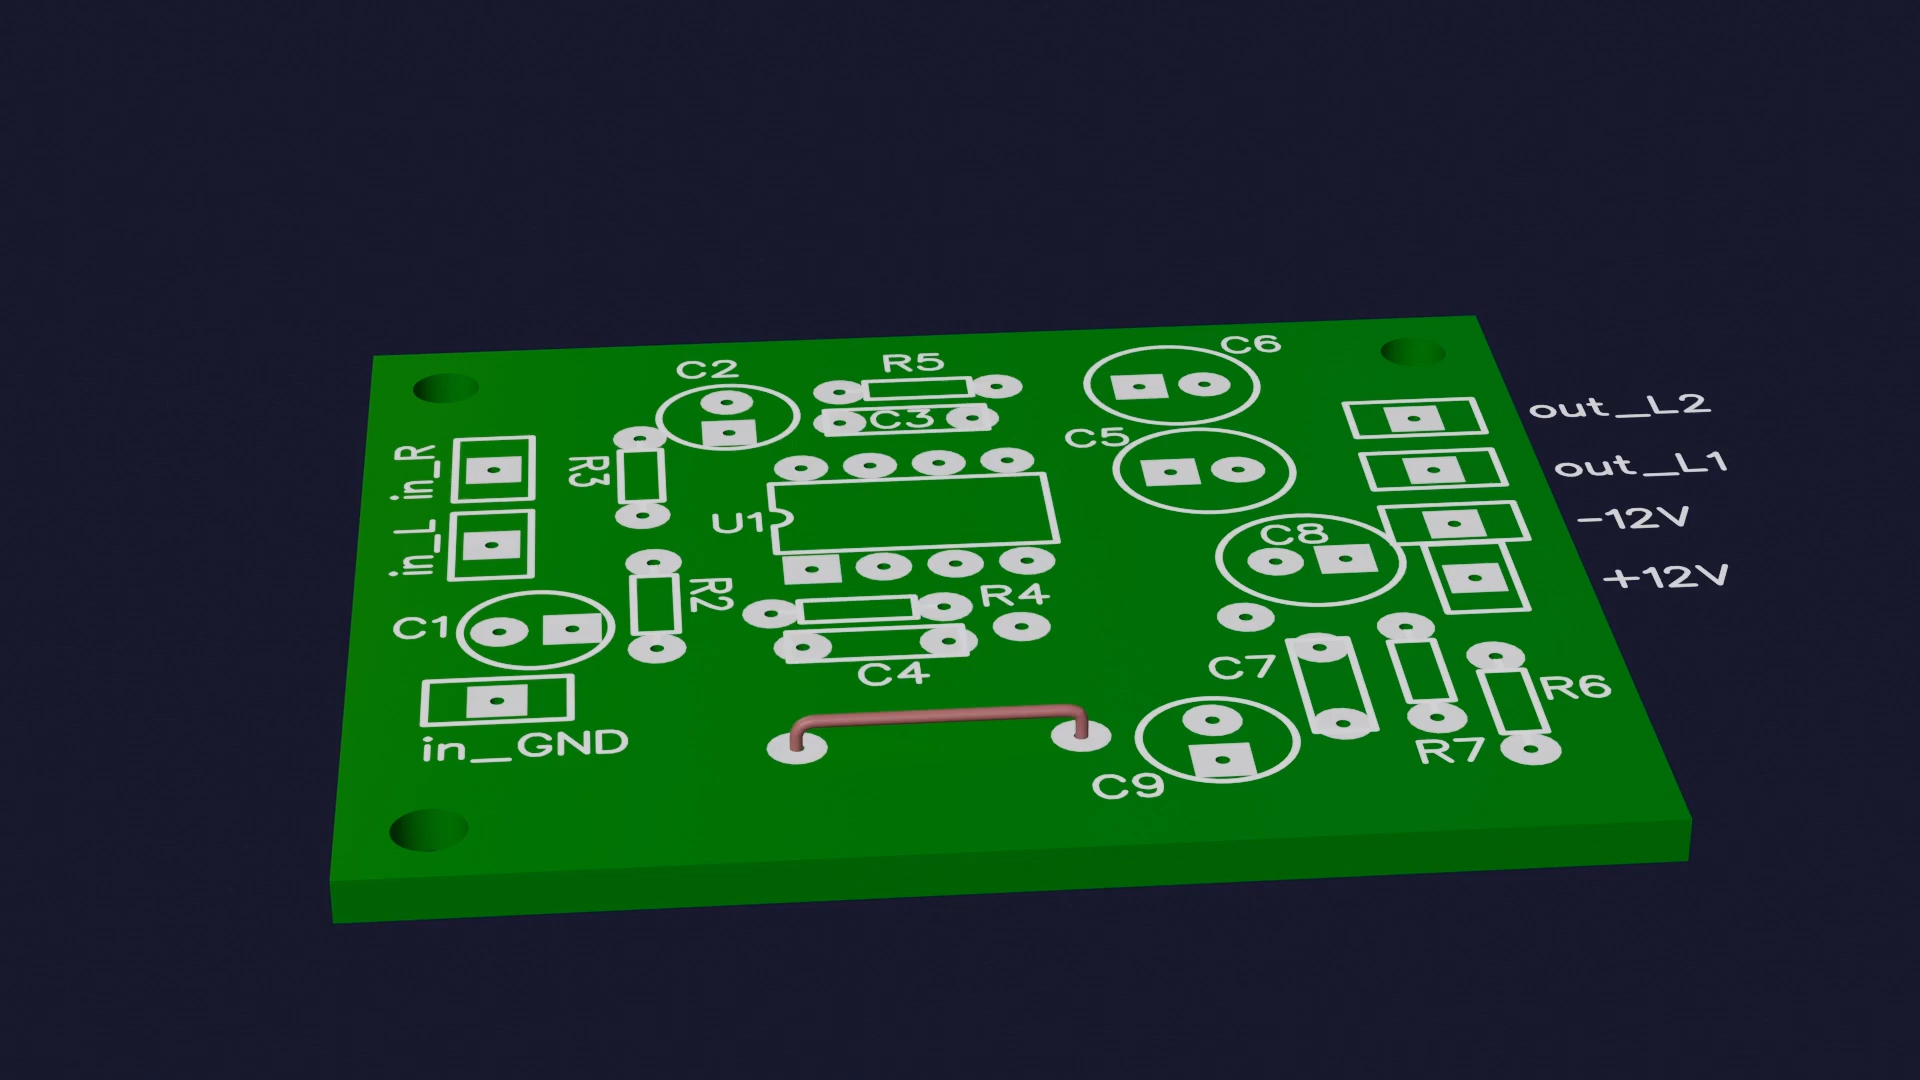 C6
R5
C2
C3
out_L2
C5
in_R
R3
out_L1
U1
-12V
C8
in_L
+12V
R2
R4
C1
C7
C4
R6
in_GND
R7
C9